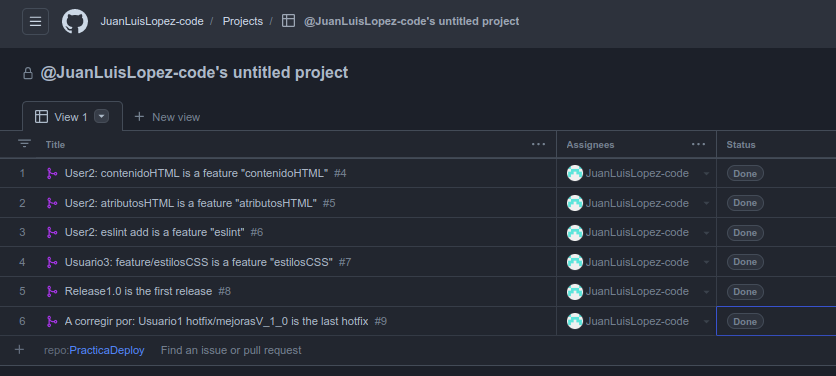 JuanLuisLopez-code / Projects / @JuanLuisLopez-code's untitled project
@JuanLuisLopez-code's untitled project
View 1 + New view
Title ... Assignees ... Status
1 User2: contenidoHTML is a feature "contenidoHTML" #4 JuanLuisLopez-code Done
2 User2: atributosHTML is a feature "atributosHTML" #5 JuanLuisLopez-code Done
3 User2: eslint add is a feature "eslint" #6 JuanLuisLopez-code Done
4 Usuario3: feature/estilosCSS is a feature "estilosCSS" #7 JuanLuisLopez-code Done
5 Release1.0 is the first release #8 JuanLuisLopez-code Done
6 A corregir por: Usuario1 hotfix/mejorasV_1_0 is the last hotfix #9 JuanLuisLopez-code Done
+ repo:PracticaDeploy Find an issue or pull request